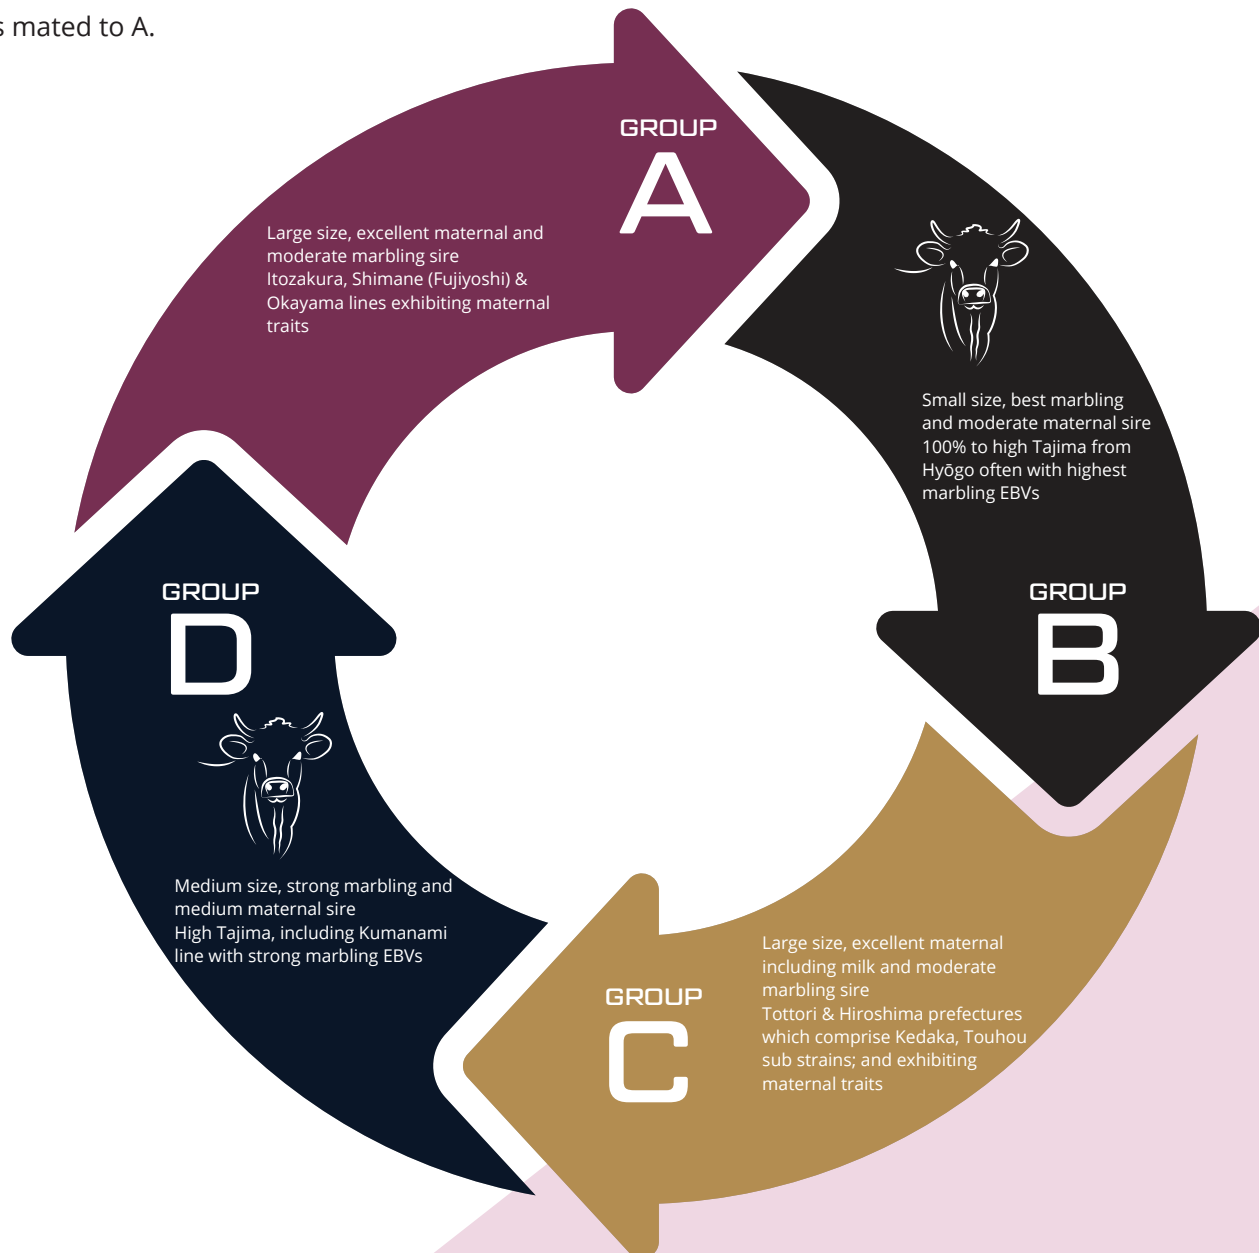 s mated to A.
GROUP
A
Large size, excellent maternal and
moderate marbling sire
Itozakura, Shimane (Fujiyoshi) &
Okayama lines exhibiting maternal
traits
Small size, best marbling
and moderate maternal sire
100% to high Tajima from
Hyōgo often with highest
marbling EBVs
GROUP
B
GROUP
D
Medium size, strong marbling and
medium maternal sire
High Tajima, including Kumanami
line with strong marbling EBVs
GROUP
C
Large size, excellent maternal
including milk and moderate
marbling sire
Tottori & Hiroshima prefectures
which comprise Kedaka, Touhou
sub strains; and exhibiting
maternal traits